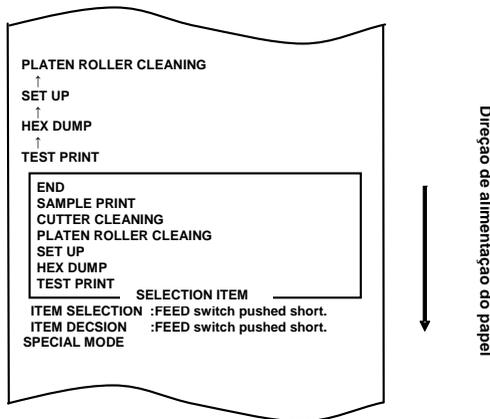 PLATEN ROLLER CLEANING
↑
SET UP
↑
HEX DUMP
↑
TEST PRINT
END
SAMPLE PRINT
CUTTER CLEANING
PLATEN ROLLER CLEAING
SET UP
HEX DUMP
TEST PRINT
SELECTION ITEM
ITEM SELECTION :FEED switch pushed short.
ITEM DECSION :FEED switch pushed short.
SPECIAL MODE
Direçao de alimentaçao do papel